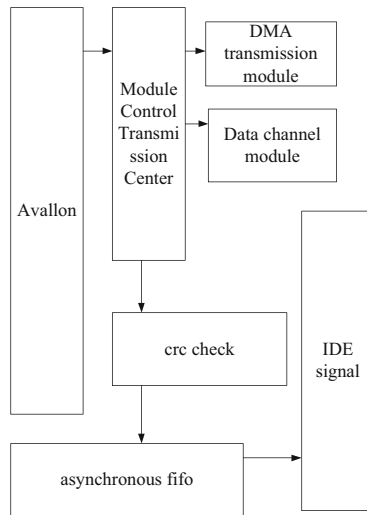 DMA
transmission
module
Module
Control
Transmi
ssion
Center
Data channel
module
Avallon
crc check
IDE
signal
asynchronous fifo